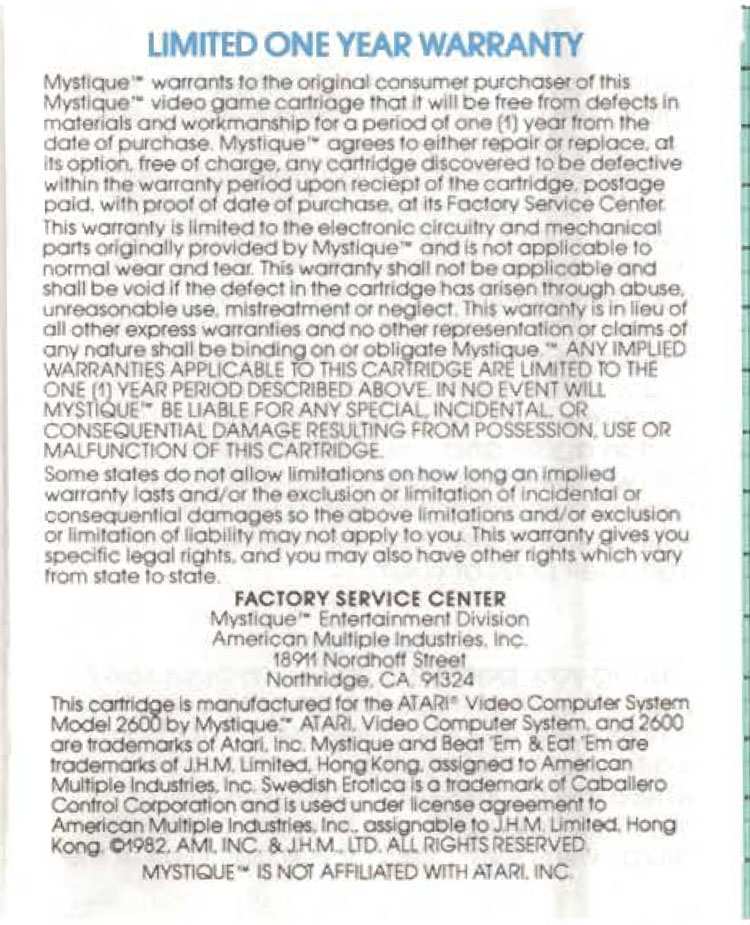 LIMITED ONE YEAR WARRANTY
Mystique™ warrants to the original consumer purchaser of this
Mystique™ video game cartriage that it will be free from defects in
materials and workmanship for a period of one (1) year from the
date of purchase. Mystique™ agrees to either repair or replace, at
its option, free of charge, any cartridge discovered to be defective
within the warranty period upon reciept of the cartridge, postage
paid, with proof of date of purchase, at its Factory Service Center.
This warranty is limited to the electronic circuitry and mechanical
parts originally provided by Mystique™ and is not applicable to
normal wear and tear. This warranty shall not be applicable and
shall be void if the defect in the cartridge has arisen through abuse,
unreasonable use, mistreatment or neglect. This warranty is in lieu of
all other express warranties and no other representation or claims of
any nature shall be binding on or obligate Mystique.™ ANY IMPLIED
WARRANTIES APPLICABLE TO THIS CARTRIDGE ARE LIMITED TO THE
ONE (1) YEAR PERIOD DESCRIBED ABOVE. IN NO EVENT WILL
MYSTIQUE™ BE LIABLE FOR ANY SPECIAL, INCIDENTAL, OR
CONSEQUENTIAL DAMAGE RESULTING FROM POSSESSION, USE OR
MALFUNCTION OF THIS CARTRIDGE.
Some states do not allow limitations on how long an implied
warranty lasts and/or the exclusion or limitation of incidental or
consequential damages so the above limitations and/or exclusion
or limitation of liability may not apply to you. This warranty gives you
specific legal rights, and you may also have other rights which vary
from state to state.
FACTORY SERVICE CENTER
Mystique™ Entertainment Division
American Multiple Industries, Inc.
18911 Nordhoff Street
Northridge, CA 91324
This cartridge is manufactured for the ATARI® Video Computer System
Model 2600 by Mystique.™ ATARI, Video Computer System, and 2600
are trademarks of Atari, Inc. Mystique and Beat 'Em & Eat 'Em are
trademarks of J.H.M. Limited, Hong Kong, assigned to American
Multiple Industries, Inc. Swedish Erotica is a trademark of Caballero
Control Corporation and is used under license agreement to
American Multiple Industries, Inc., assignable to J.H.M. Limited, Hong
Kong. ©1982, AMI, INC. & J.H.M., LTD. ALL RIGHTS RESERVED.
MYSTIQUE™ IS NOT AFFILIATED WITH ATARI, INC.